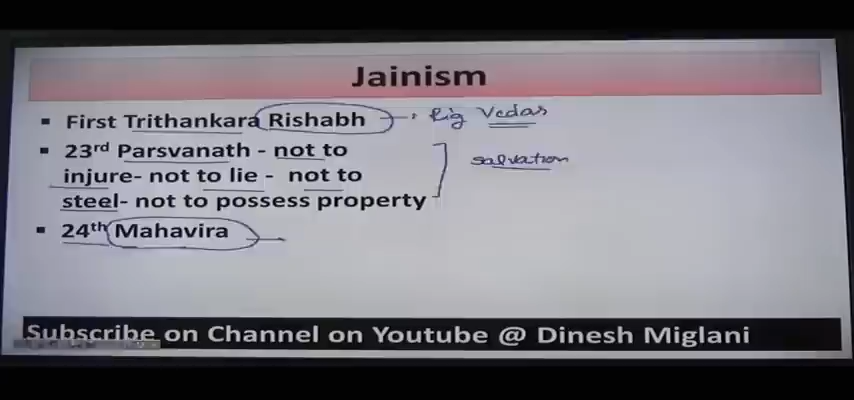 Jainism
▪ First Trithankara Rishabh Rig Vedas
▪ 23rd Parsvanath - not to
injure- not to lie - not to
steel- not to possess property
salvation
▪ 24th Mahavira
Subscribe on Channel on Youtube @ Dinesh Miglani